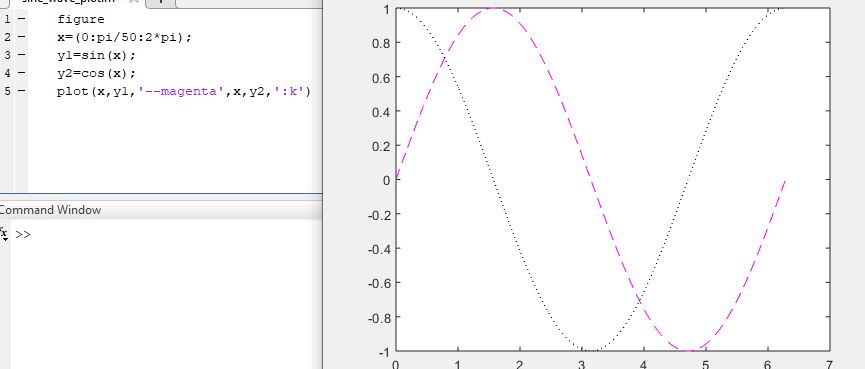 1 — figure
2 — x=(0:pi/50:2*pi);
3 — y1=sin(x);
4 — y2=cos(x);
5 — plot(x,y1,'--magenta',x,y2,':k')
Command Window
fx >>
1
0.8
0.6
0.4
0.2
0
-0.2
-0.4
-0.6
-0.8
-1
0 1 2 3 4 5 6 7